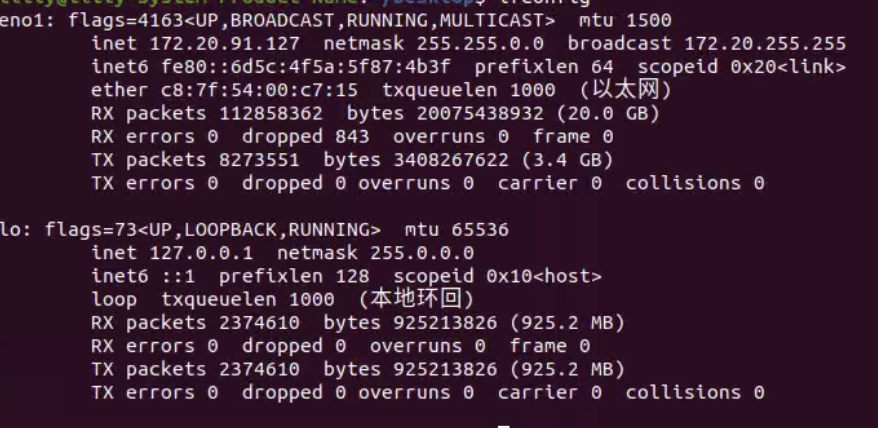 eno1: flags=4163<UP,BROADCAST,RUNNING,MULTICAST>  mtu 1500
        inet 172.20.91.127  netmask 255.255.0.0  broadcast 172.20.255.255
        inet6 fe80::6d5c:4f5a:5f87:4b3f  prefixlen 64  scopeid 0x20<link>
        ether c8:7f:54:00:c7:15  txqueuelen 1000  (以太网)
        RX packets 112858362  bytes 20075438932 (20.0 GB)
        RX errors 0  dropped 843  overruns 0  frame 0
        TX packets 8273551  bytes 3408267622 (3.4 GB)
        TX errors 0  dropped 0 overruns 0  carrier 0  collisions 0

lo: flags=73<UP,LOOPBACK,RUNNING>  mtu 65536
        inet 127.0.0.1  netmask 255.0.0.0
        inet6 ::1  prefixlen 128  scopeid 0x10<host>
        loop  txqueuelen 1000  (本地环回)
        RX packets 2374610  bytes 925213826 (925.2 MB)
        RX errors 0  dropped 0  overruns 0  frame 0
        TX packets 2374610  bytes 925213826 (925.2 MB)
        TX errors 0  dropped 0 overruns 0  carrier 0  collisions 0